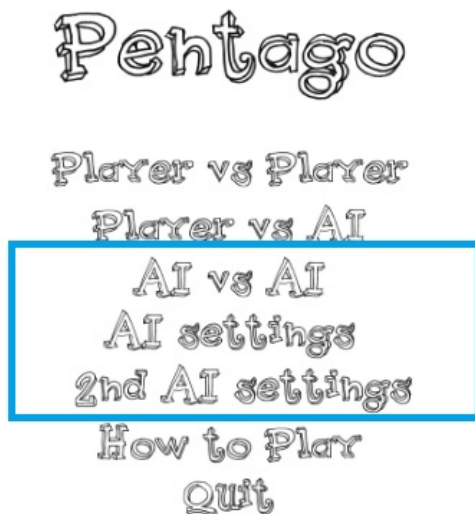 Pentago
Player vs Player
Player vs AI
AI vs AI
AI settings
2nd AI settings
How to Play
Quit